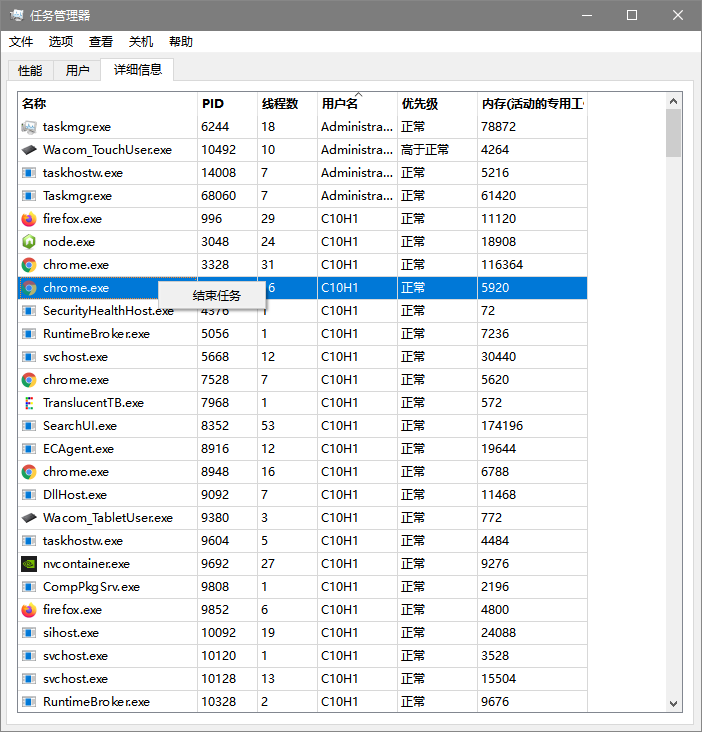 任务管理器
文件 选项 查看 关机 帮助
性能 用户 详细信息
名称 PID 线程数 用户名 优先级 内存(活动的专用工
taskmgr.exe 6244 18 Administra... 正常 78872
Wacom_TouchUser.exe 10492 10 Administra... 高于正常 4264
taskhostw.exe 14008 7 Administra... 正常 5216
Taskmgr.exe 68060 7 Administra... 正常 61420
firefox.exe 996 29 C10H1 正常 11120
node.exe 3048 24 C10H1 正常 18908
chrome.exe 3328 31 C10H1 正常 116364
chrome.exe 6 C10H1 正常 5920
结束任务
SecurityHealthHost.exe 4376 1 C10H1 正常 72
RuntimeBroker.exe 5056 1 C10H1 正常 7236
svchost.exe 5668 12 C10H1 正常 30440
chrome.exe 7528 7 C10H1 正常 5620
TranslucentTB.exe 7968 1 C10H1 正常 572
SearchUI.exe 8352 53 C10H1 正常 174196
ECAgent.exe 8916 12 C10H1 正常 19644
chrome.exe 8948 16 C10H1 正常 6788
DllHost.exe 9092 7 C10H1 正常 11468
Wacom_TabletUser.exe 9380 3 C10H1 正常 772
taskhostw.exe 9604 5 C10H1 正常 4484
nvcontainer.exe 9692 27 C10H1 正常 9276
CompPkgSrv.exe 9808 1 C10H1 正常 2196
firefox.exe 9852 6 C10H1 正常 4800
sihost.exe 10092 19 C10H1 正常 24088
svchost.exe 10120 1 C10H1 正常 3528
svchost.exe 10128 13 C10H1 正常 15504
RuntimeBroker.exe 10328 2 C10H1 正常 9676